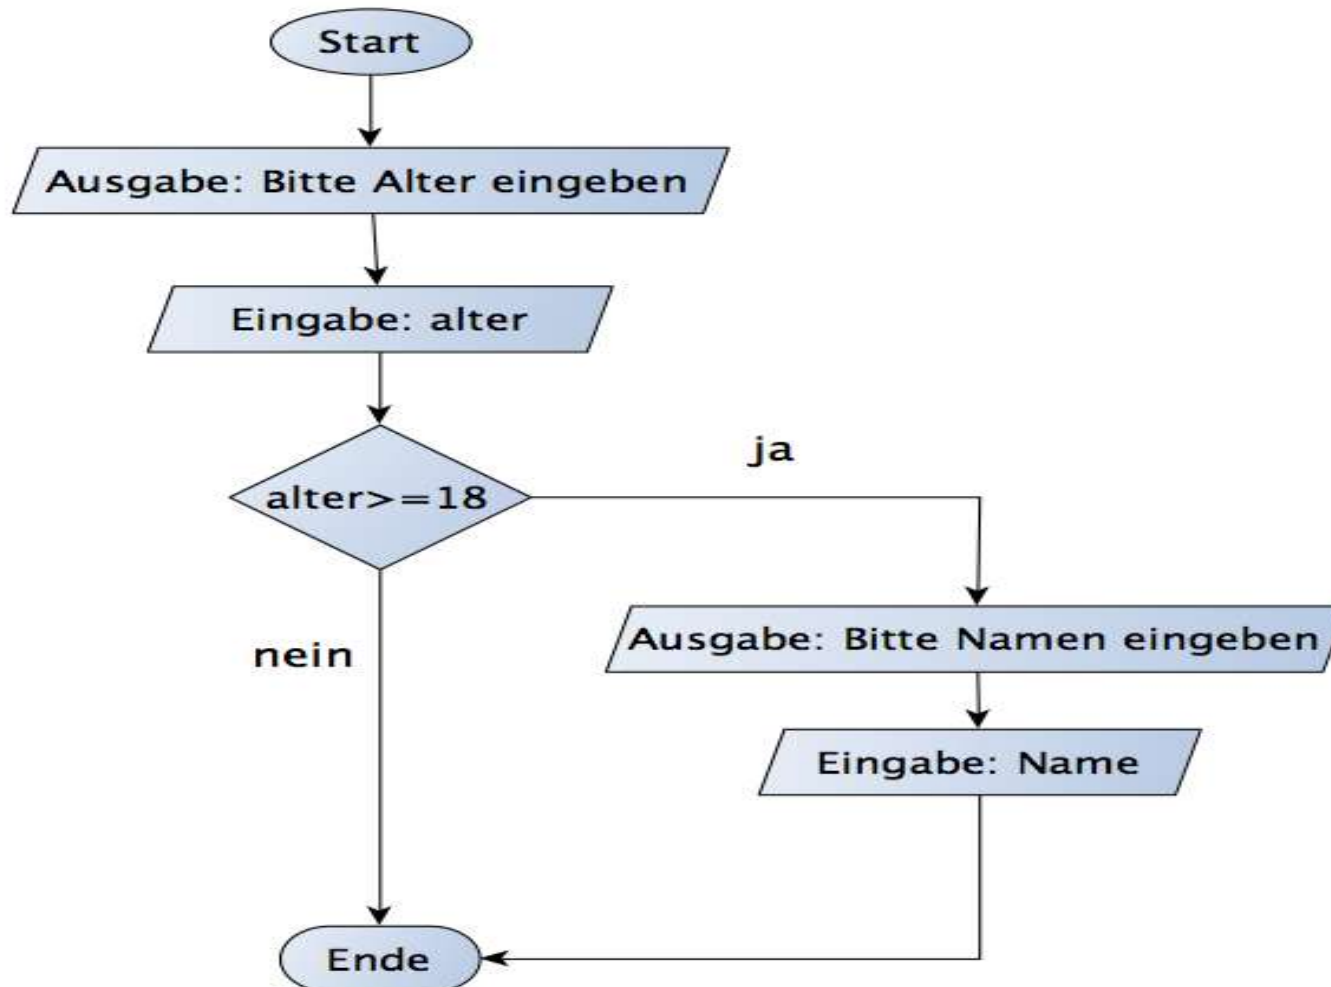 Start
Ausgabe: Bitte Alter eingeben
Eingabe: alter
alter>=18
ja
nein
Ausgabe: Bitte Namen eingeben
Eingabe: Name
Ende